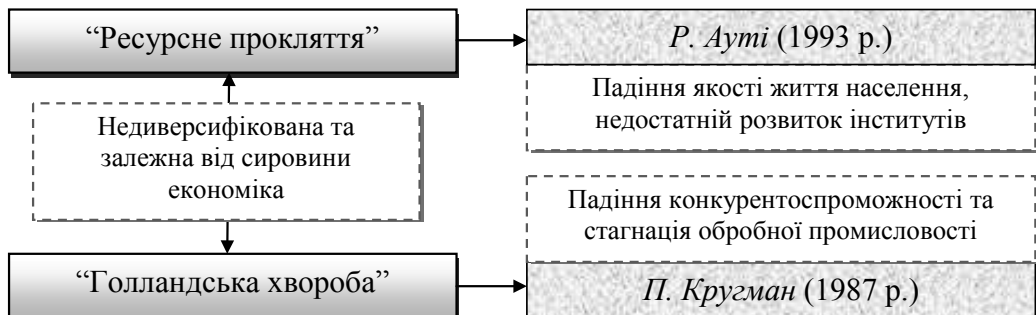 “Ресурсне прокляття”
Р. Ауті (1993 р.)
Падіння якості життя населення,
недостатній розвиток інститутів
Недиверсифікована та
залежна від сировини
економіка
Падіння конкурентоспроможності та
стагнація обробної промисловості
“Голландська хвороба”
П. Кругман (1987 р.)